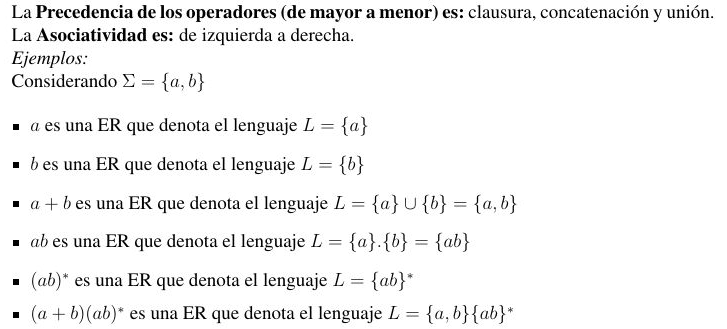 La Precedencia de los operadores (de mayor a menor) es: clausura, concatenación y unión.
La Asociatividad es: de izquierda a derecha.
Ejemplos:
Considerando Σ = {a, b}
▪ a es una ER que denota el lenguaje L = {a}
▪ b es una ER que denota el lenguaje L = {b}
▪ a + b es una ER que denota el lenguaje L = {a} ∪ {b} = {a, b}
▪ ab es una ER que denota el lenguaje L = {a}.{b} = {ab}
▪ (ab)* es una ER que denota el lenguaje L = {ab}*
▪ (a + b)(ab)* es una ER que denota el lenguaje L = {a, b}{ab}*